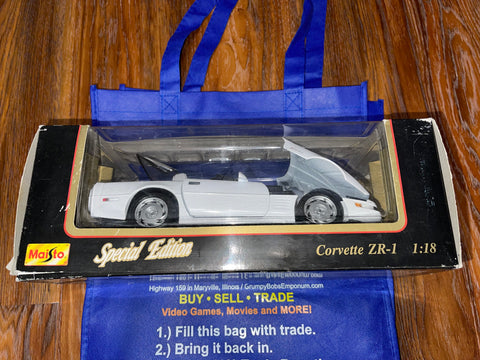 Maisto
Special Edition
Corvette ZR-1 1:18
Highway 159 in Maryville, Illinois / GrumpyBobsEmporium.com
BUY • SELL • TRADE
Video Games, Movies and MORE!
1.) Fill this bag with trade.
2.) Bring it back in.